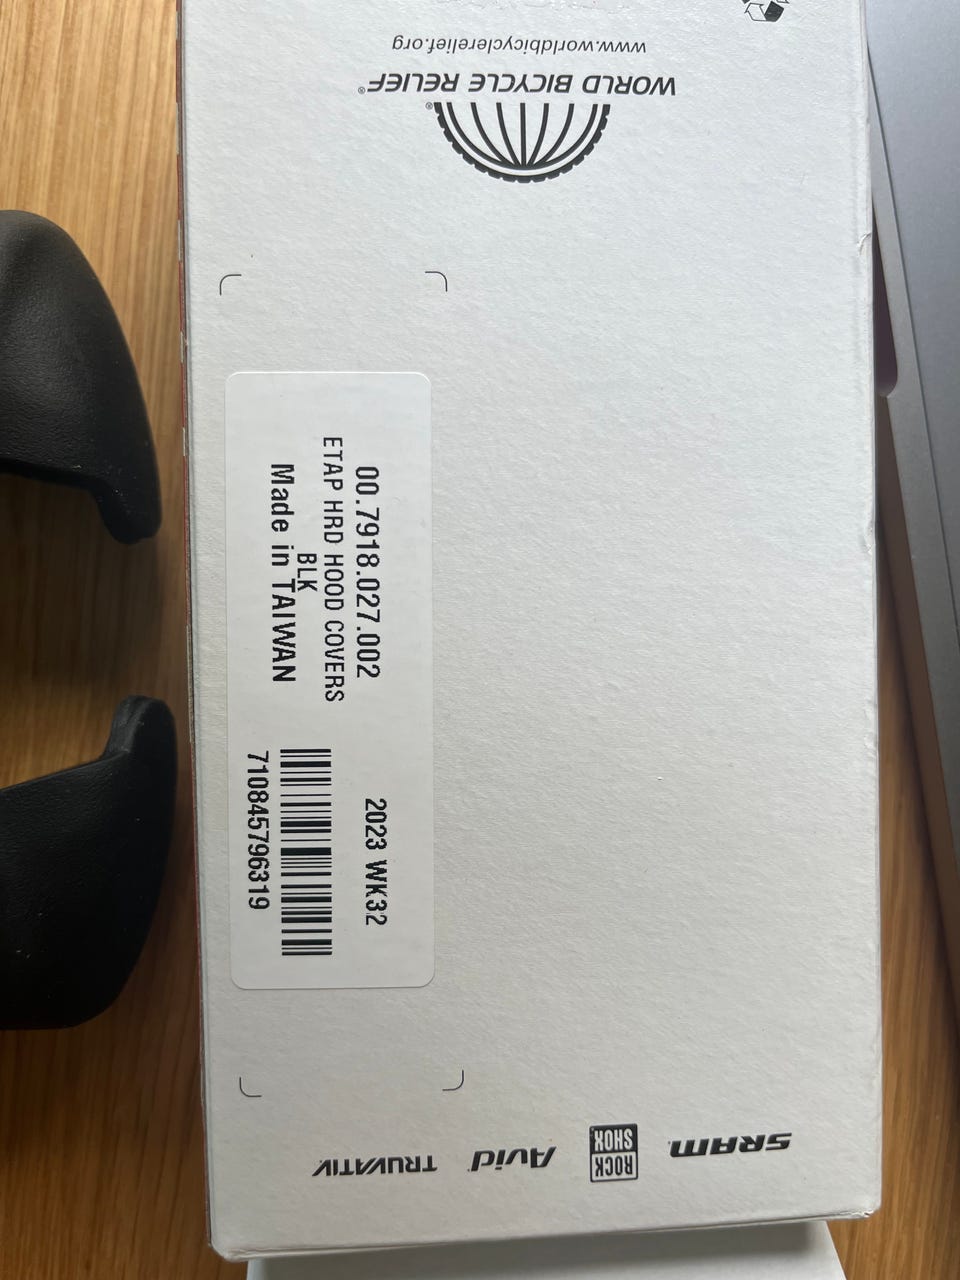 www.worldbicyclerelief.org
WORLD BICYCLE RELIEF®
00.7918.027.002
ETAP HRD HOOD COVERS
BLK
Made in TAIWAN
2023 WK32
710845796319
SRAM
ROCK
SHOX
Avid
TRUVATIV